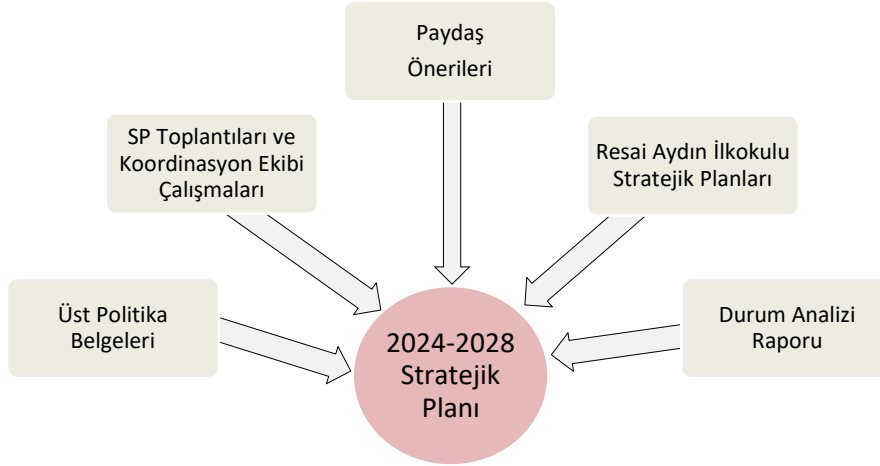 Paydaş
Önerileri
SP Toplantıları ve
Koordinasyon Ekibi
Çalışmaları
Resai Aydın İlkokulu
Stratejik Planları
Üst Politika
Belgeleri
Durum Analizi
Raporu
2024-2028
Stratejik
Planı